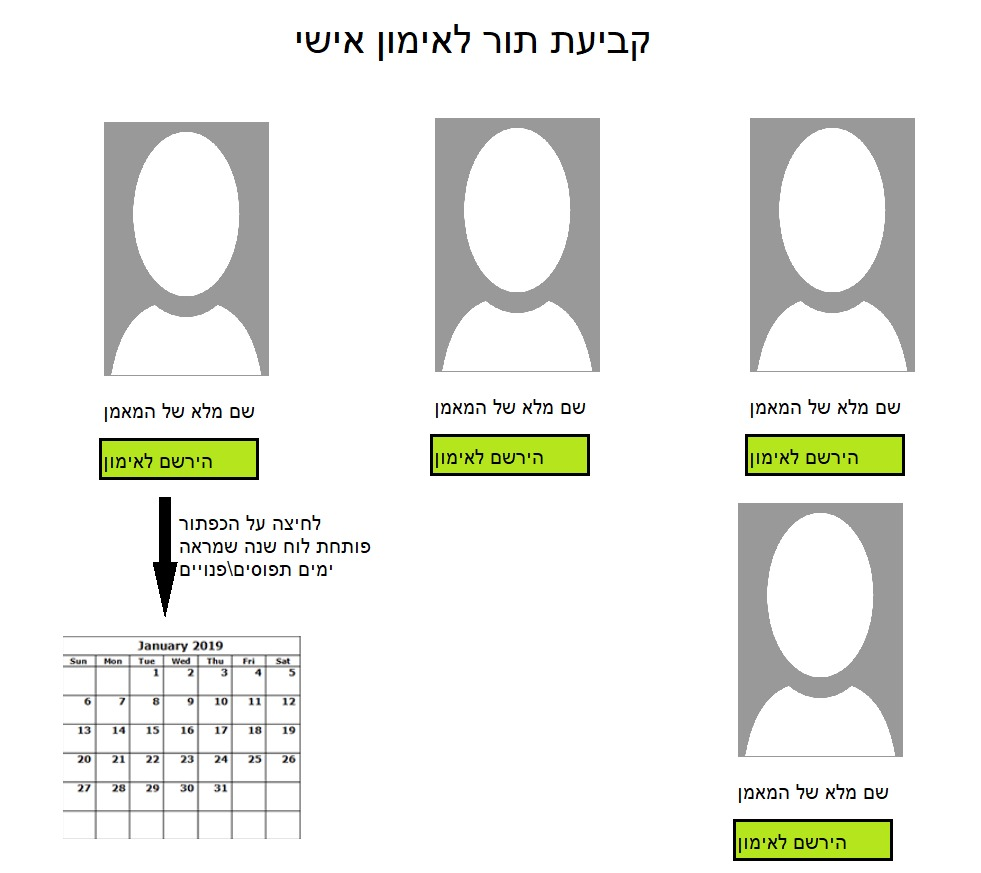 קביעת תור לאימון אישי
שם מלא של המאמן
שם מלא של המאמן
שם מלא של המאמן
הירשם לאימון
הירשם לאימון
הירשם לאימון
לחיצה על הכפתור
פותחת לוח שנה שמראה
ימים תפוסים\פנויים
שם מלא של המאמן
הירשם לאימון
January 2019
Sun Mon Tue Wed Thu Fri Sat
1 2 3 4 5
6 7 8 9 10 11 12
13 14 15 16 17 18 19
20 21 22 23 24 25 26
27 28 29 30 31